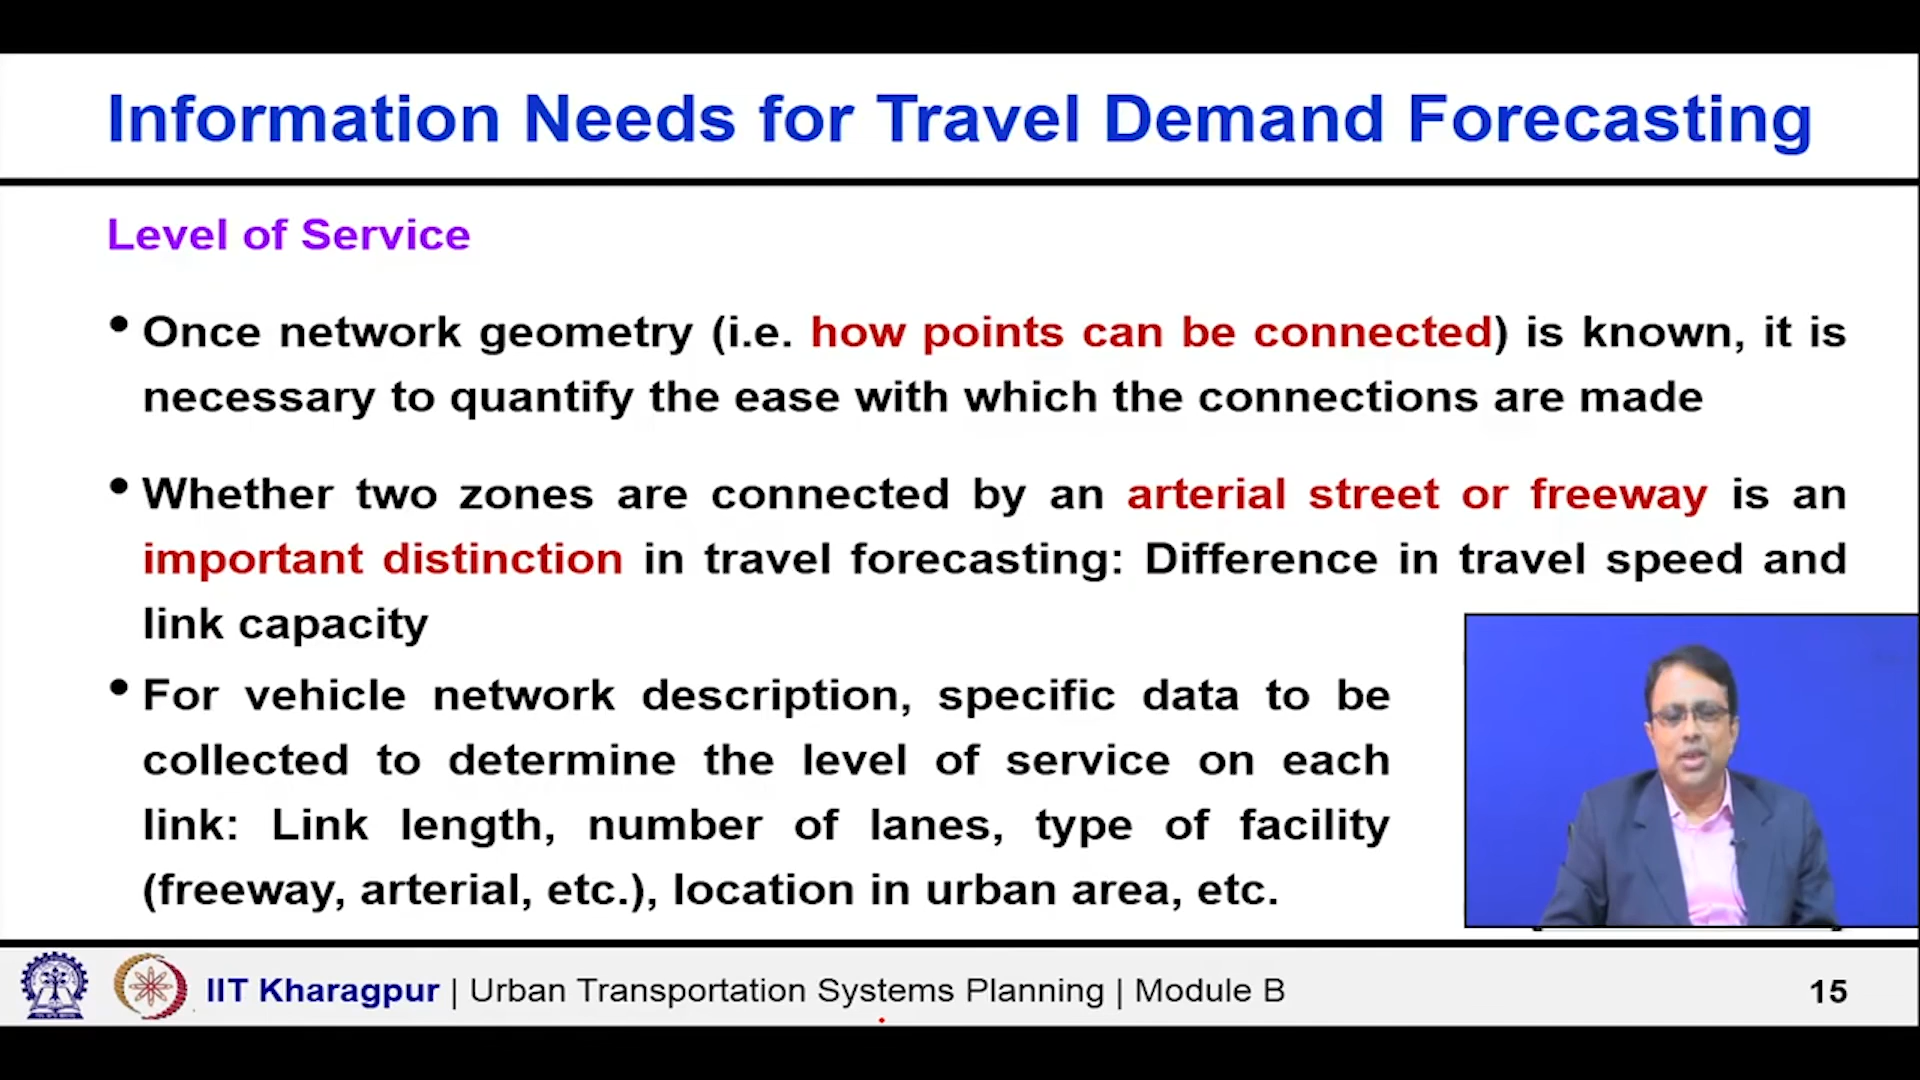 Information Needs for Travel Demand Forecasting
Level of Service
• Once network geometry (i.e. how points can be connected) is known, it is
necessary to quantify the ease with which the connections are made
• Whether two zones are connected by an arterial street or freeway is an
important distinction in travel forecasting: Difference in travel speed and
link capacity
• For vehicle network description, specific data to be
collected to determine the level of service on each
link: Link length, number of lanes, type of facility
(freeway, arterial, etc.), location in urban area, etc.
IIT Kharagpur | Urban Transportation Systems Planning | Module B
15